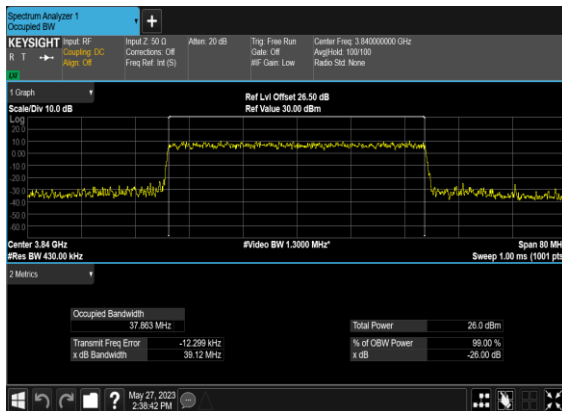 Spectrum Analyzer 1
Occupied BW
KEYSIGHT
R T
Input: RF
Coupling: DC
Align: Off
Input Z: 50 Ω
Corrections: Off
Freq Ref: Int (S)
Atten: 20 dB
Trig: Free Run
Gate: Off
#IF Gain: Low
Center Freq: 3.840000000 GHz
Avg|Hold: 100/100
Radio Std: None
1 Graph
Scale/Div 10.0 dB
Ref Lvl Offset 26.50 dB
Ref Value 30.00 dBm
Log
20.0
10.0
0.00
-10.0
-20.0
-30.0
-40.0
-50.0
-60.0
Center 3.84 GHz
#Res BW 430.00 kHz
#Video BW 1.3000 MHz*
Span 80 MH
Sweep 1.00 ms (1001 pts
2 Metrics
Occupied Bandwidth
37.863 MHz
Transmit Freq Error -12.299 kHz
x dB Bandwidth 39.12 MHz
Total Power 26.0 dBm
% of OBW Power 99.00 %
x dB -26.00 dB
May 27, 2023
2:38:42 PM